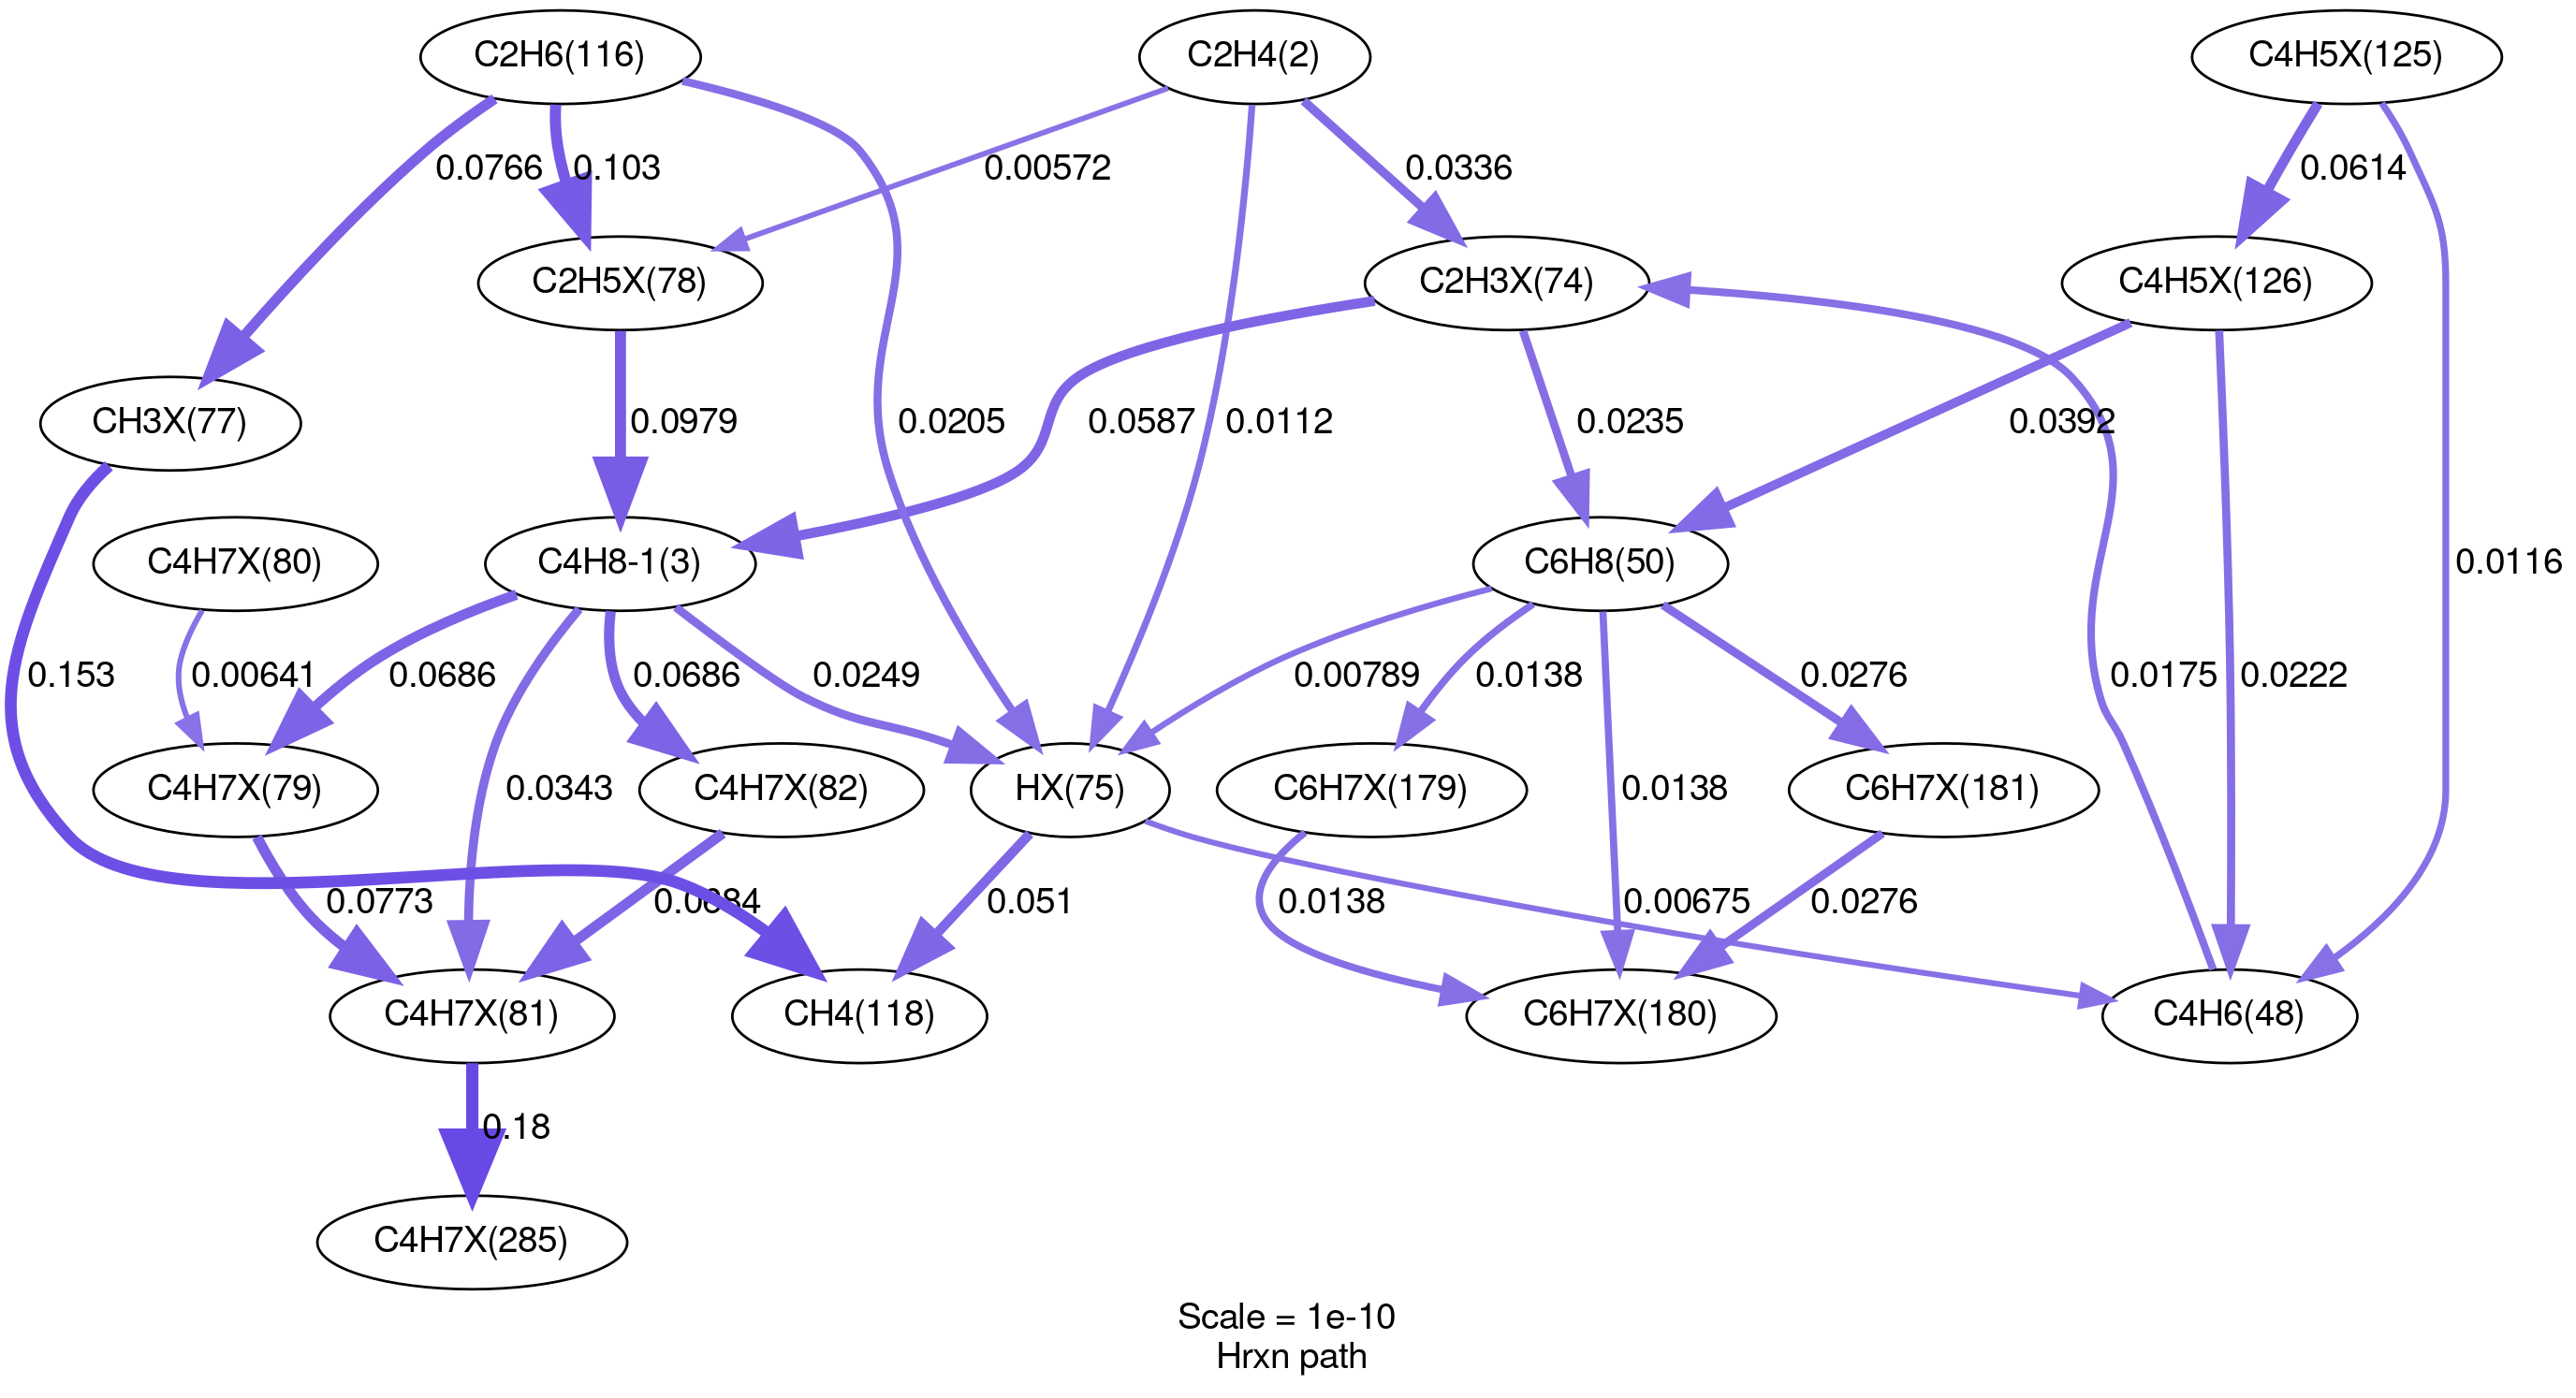 C2H6(116)
C2H4(2)
C4H5X(125)
0.0766
0.103
0.00572
0.0336
0.0614
C2H5X(78)
C2H3X(74)
C4H5X(126)
CH3X(77)
0.0979
0.0205
0.0587
0.0112
0.0235
0.0392
C4H7X(80)
C4H8-1(3)
C6H8(50)
0.0116
0.153
0.00641
0.0686
0.0686
0.0249
0.00789
0.0138
0.0276
0.0175
0.0222
C4H7X(79)
0.0343
C4H7X(82)
HX(75)
C6H7X(179)
0.0138
C6H7X(181)
0.0773
0.0684
0.051
0.0138
0.00675
0.0276
C4H7X(81)
CH4(118)
C6H7X(180)
C4H6(48)
0.18
C4H7X(285)
Scale = 1e-10
Hrxn path